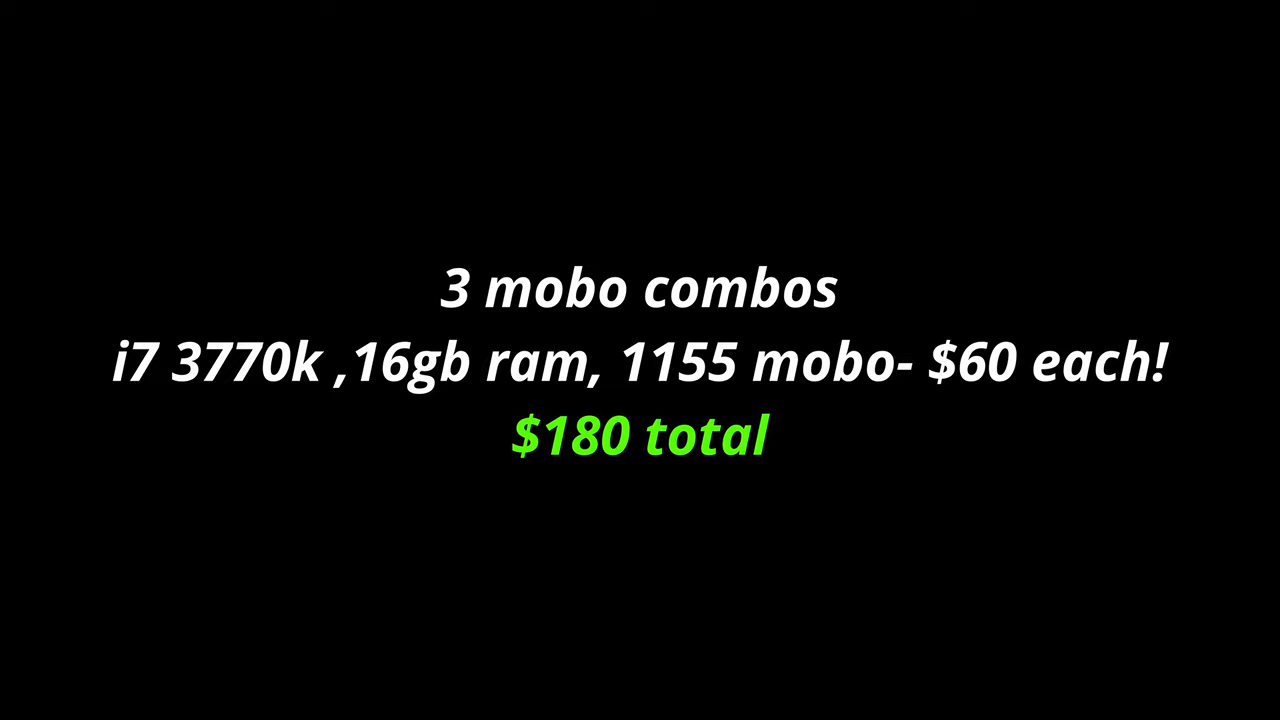 3 mobo combos
i7 3770k ,16gb ram, 1155 mobo- $60 each!
$180 total